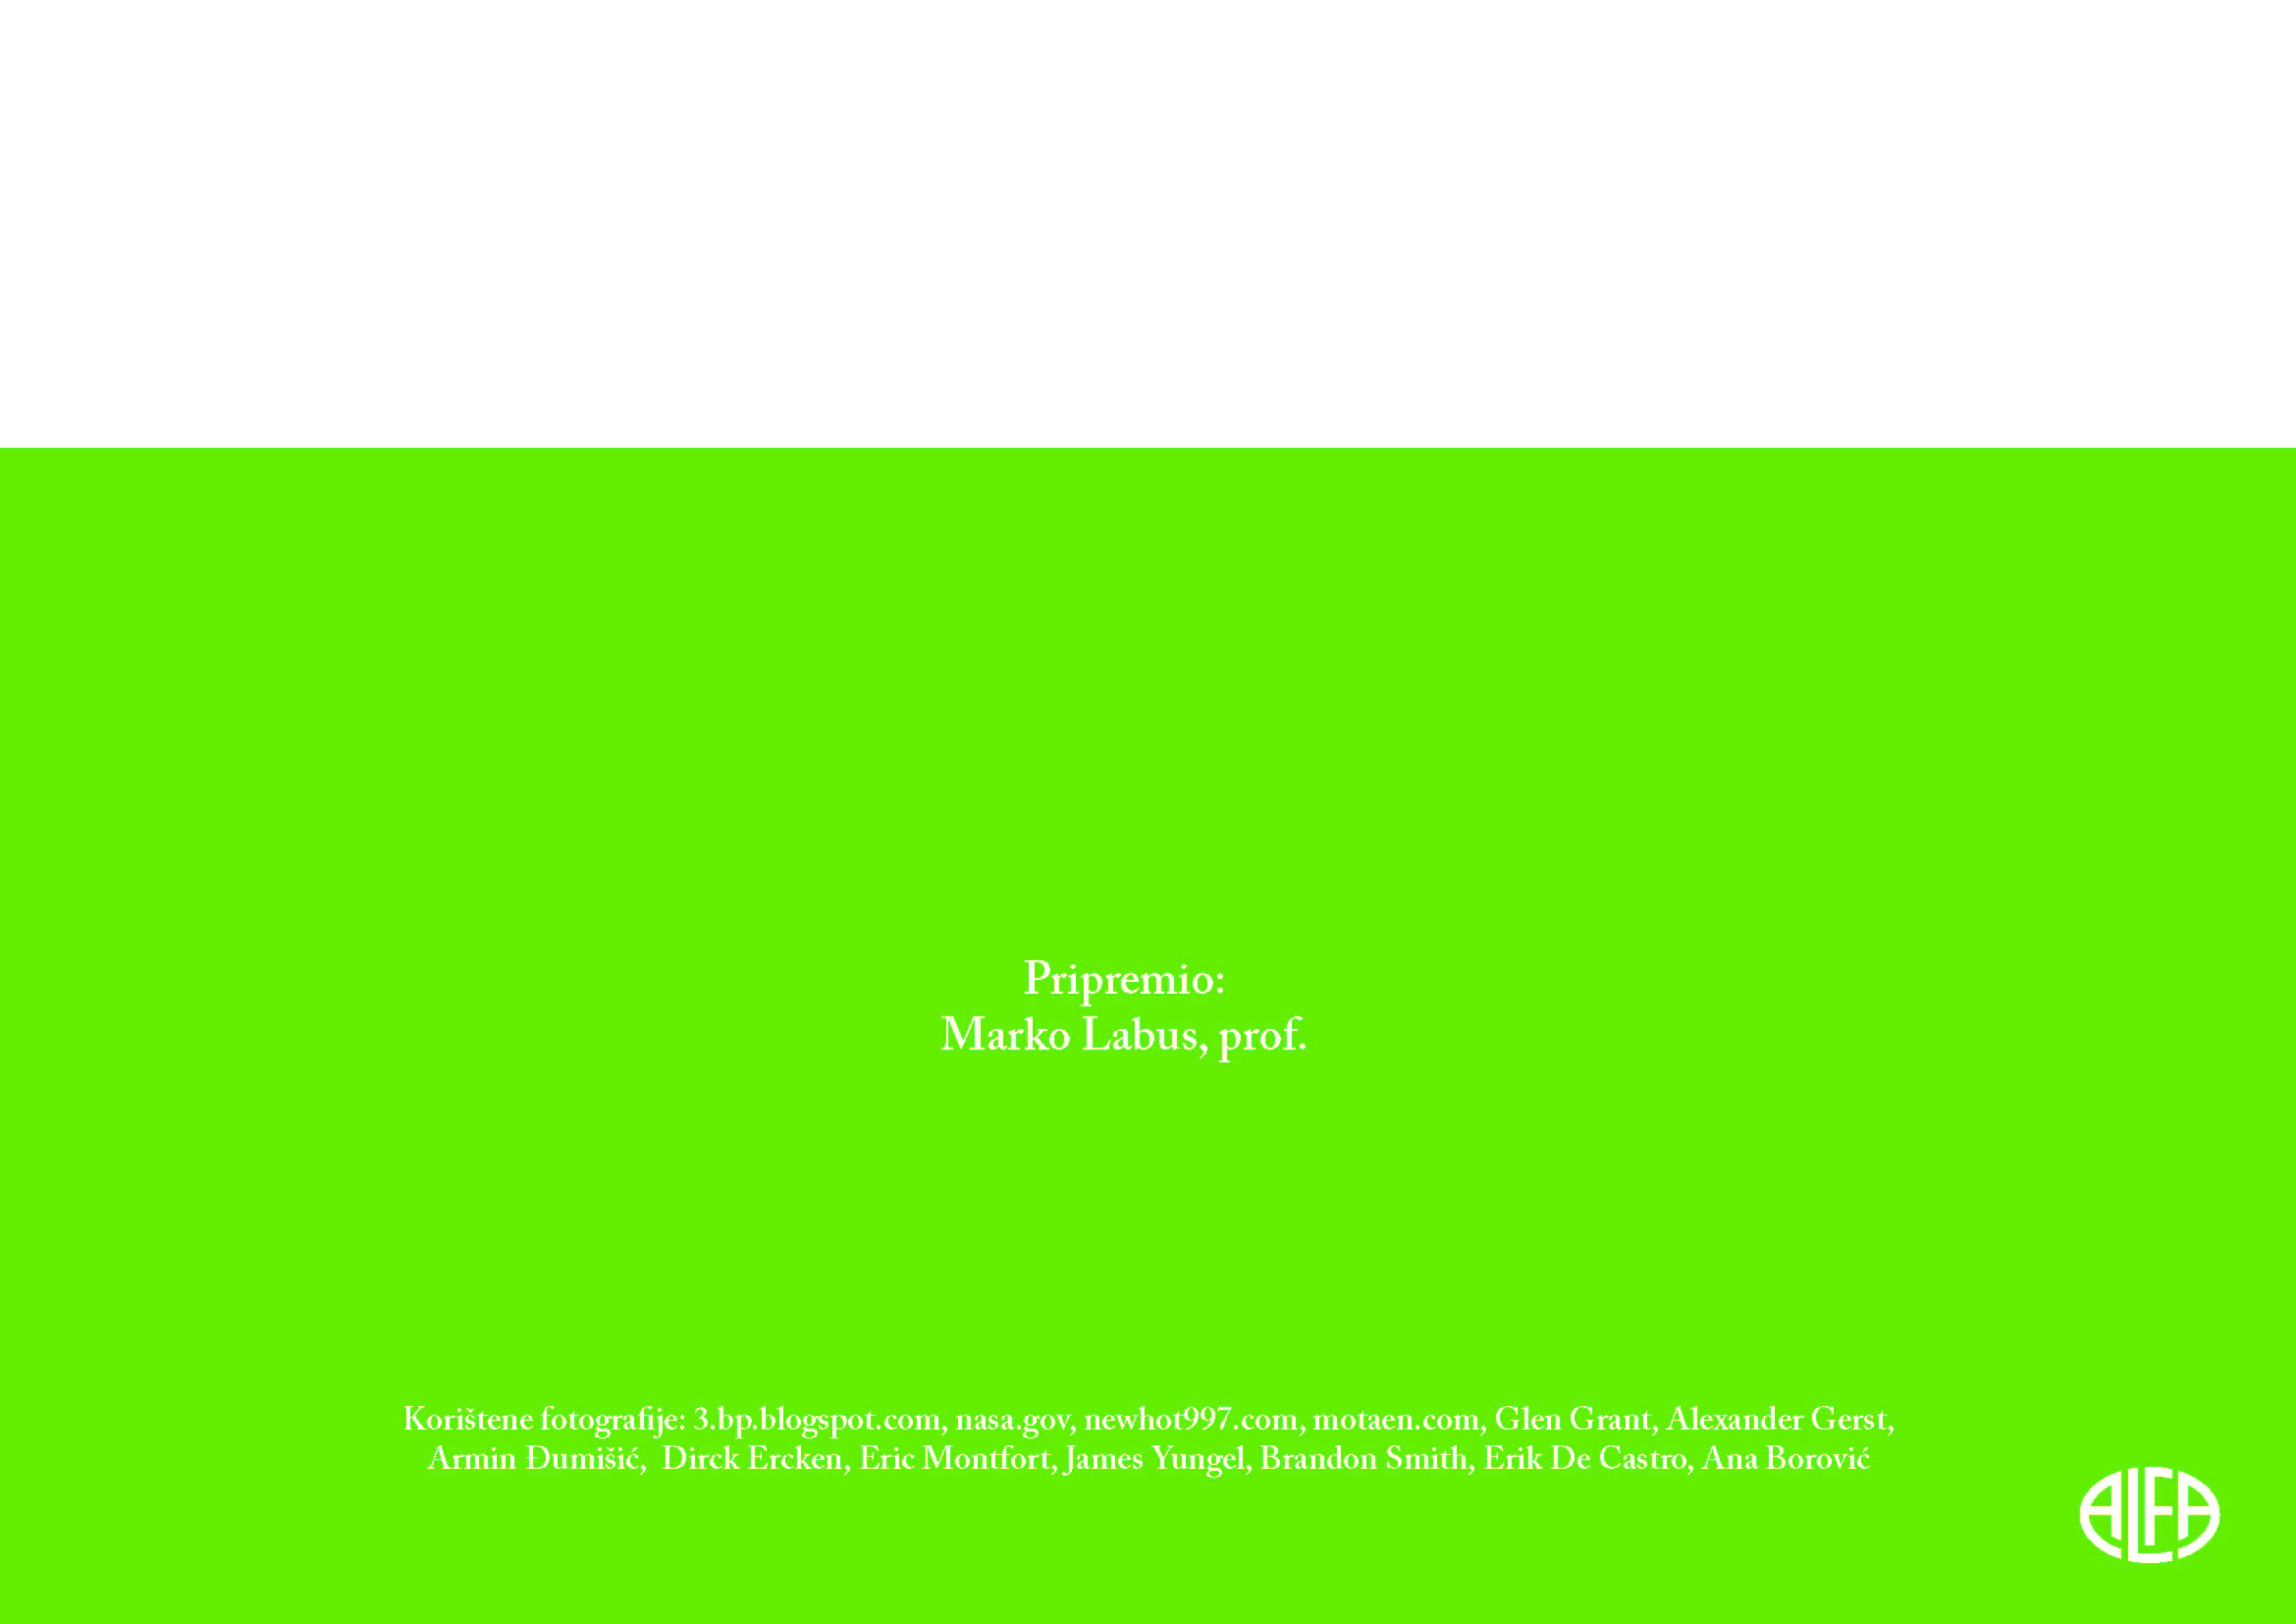 Pripremio:
Marko Labus, prof.
Korištene fotografije: 3.bp.blogspot.com, nasa.gov, newhot997.com, motaen.com, Glen Grant, Alexander Gerst,
Armin Đumišić, Dirck Ercken, Eric Montfort, James Yungel, Brandon Smith, Erik De Castro, Ana Borović
ALFA